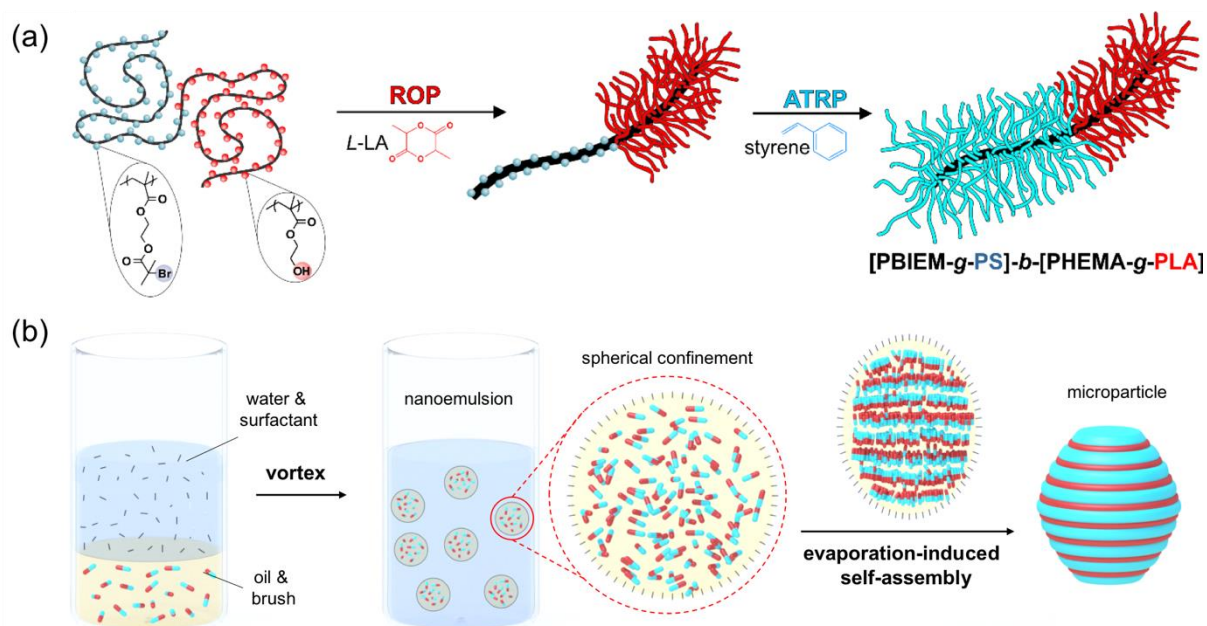 (a)
ROP
L-LA
O
O
O
O
ATRP
styrene
O
O
O
O
Br
O
O
OH
[PBIEM-g-PS]-b-[PHEMA-g-PLA]
(b)
water &
surfactant
vortex
oil &
brush
nanoemulsion
spherical confinement
evaporation-induced
self-assembly
microparticle